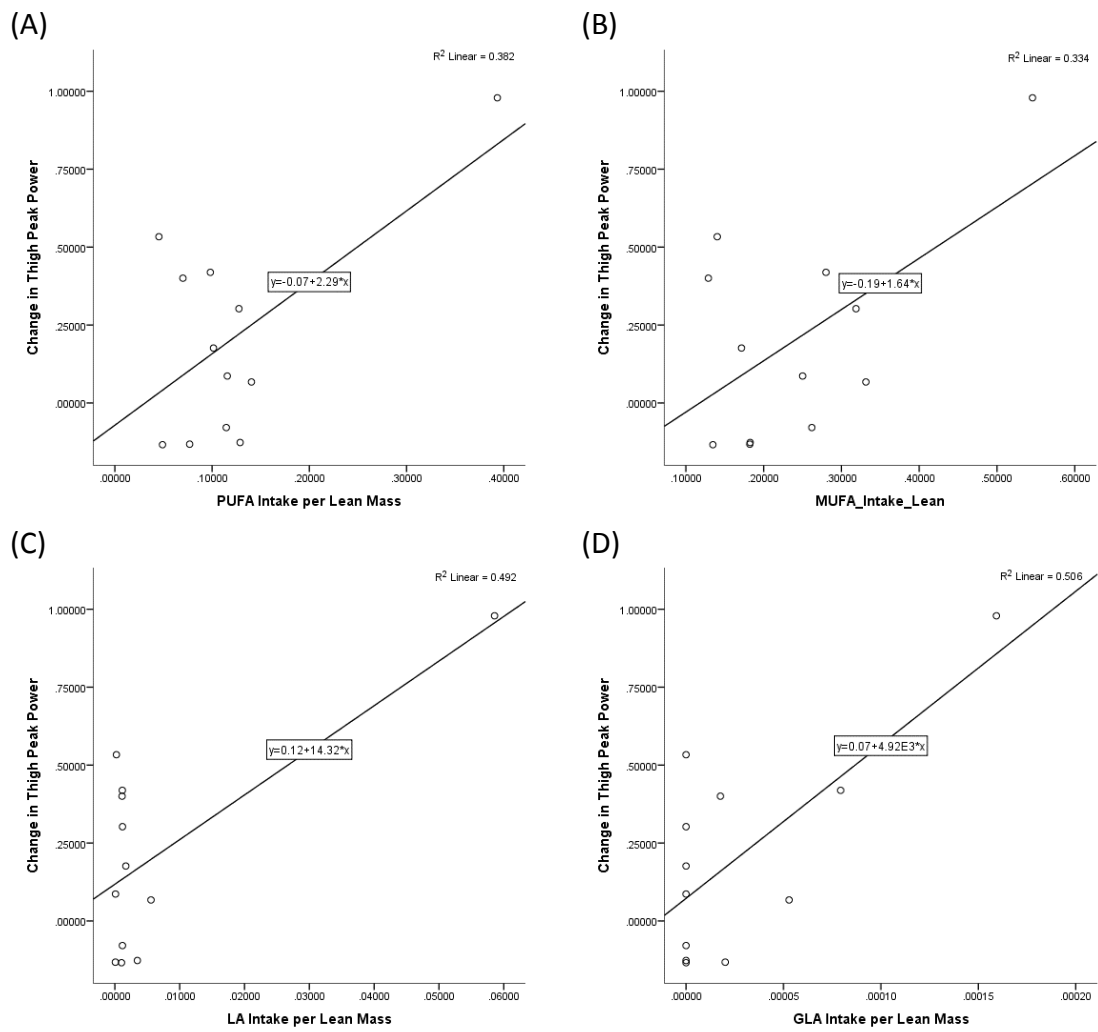 (A)
R² Linear = 0.382
1.00000
.75000
.50000
.25000
.00000
Change in Thigh Peak Power
y=-0.07+2.29*x
.00000 .10000 .20000 .30000 .40000
PUFA Intake per Lean Mass
(B)
R² Linear = 0.334
1.00000
.75000
.50000
.25000
.00000
Change in Thigh Peak Power
y=-0.19+1.64*x
.10000 .20000 .30000 .40000 .50000 .60000
MUFA_Intake_Lean
(C)
R² Linear = 0.492
1.00000
.75000
.50000
.25000
.00000
Change in Thigh Peak Power
y=0.12+14.32*x
.00000 .01000 .02000 .03000 .04000 .05000 .06000
LA Intake per Lean Mass
(D)
R² Linear = 0.506
1.00000
.75000
.50000
.25000
.00000
Change in Thigh Peak Power
y=0.07+4.92E3*x
.00000 .00005 .00010 .00015 .00020
GLA Intake per Lean Mass